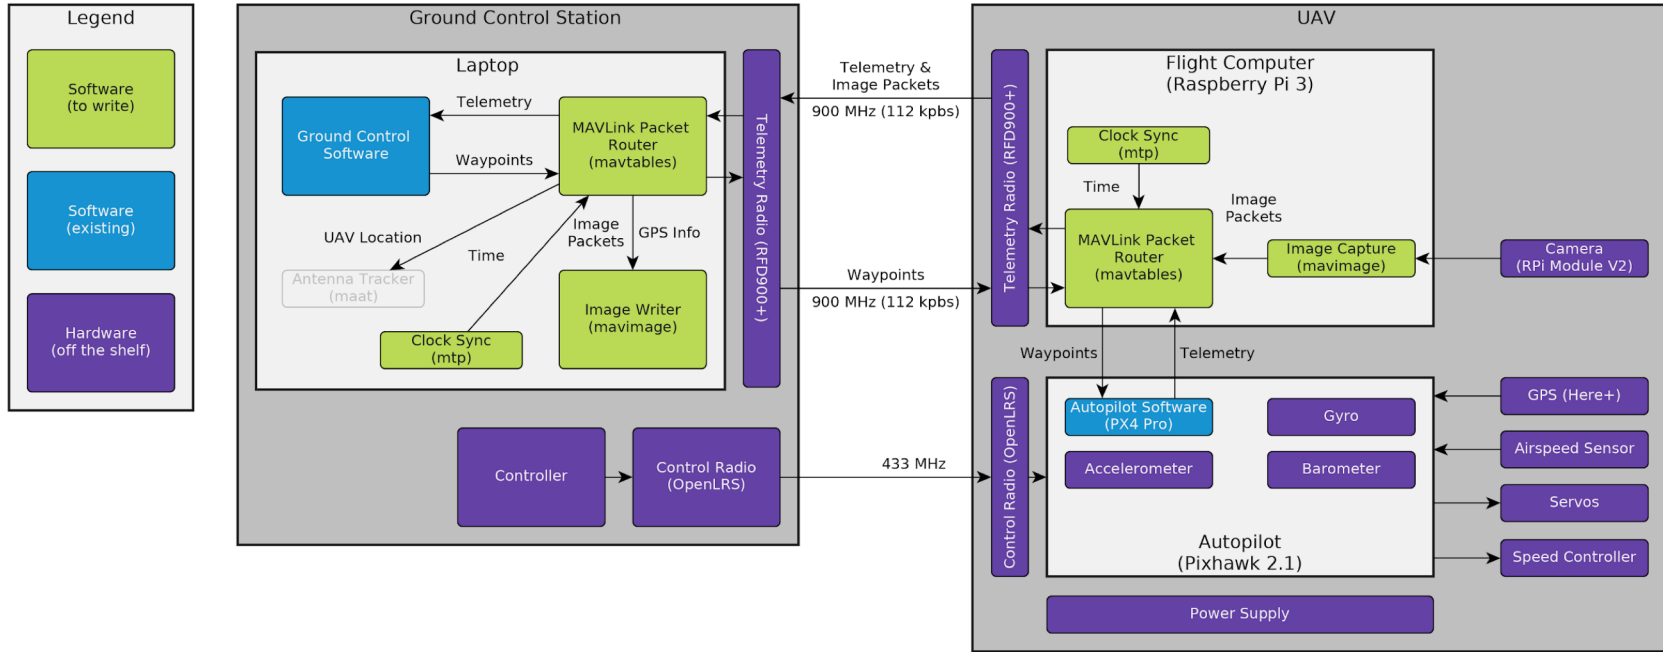 Legend
Software
(to write)
Software
(existing)
Hardware
(off the shelf)
Ground Control Station
Laptop
Ground Control
Software
Telemetry
Waypoints
MAVLink Packet
Router
(mavtables)
UAV Location
Time
Image
Packets
GPS Info
Antenna Tracker
(maat)
Clock Sync
(mtp)
Image Writer
(mavimage)
Telemetry Radio (RFD900+)
Controller
Control Radio
(OpenLRS)
Telemetry &
Image Packets
900 MHz (112 kpbs)
Waypoints
900 MHz (112 kpbs)
433 MHz
UAV
Telemetry Radio (RFD900+)
Flight Computer
(Raspberry Pi 3)
Clock Sync
(mtp)
Time
Image
Packets
MAVLink Packet
Router
(mavtables)
Image Capture
(mavimage)
Camera
(RPi Module V2)
Waypoints
Telemetry
Control Radio (OpenLRS)
Autopilot Software
(PX4 Pro)
Gyro
Accelerometer
Barometer
Autopilot
(Pixhawk 2.1)
GPS (Here+)
Airspeed Sensor
Servos
Speed Controller
Power Supply